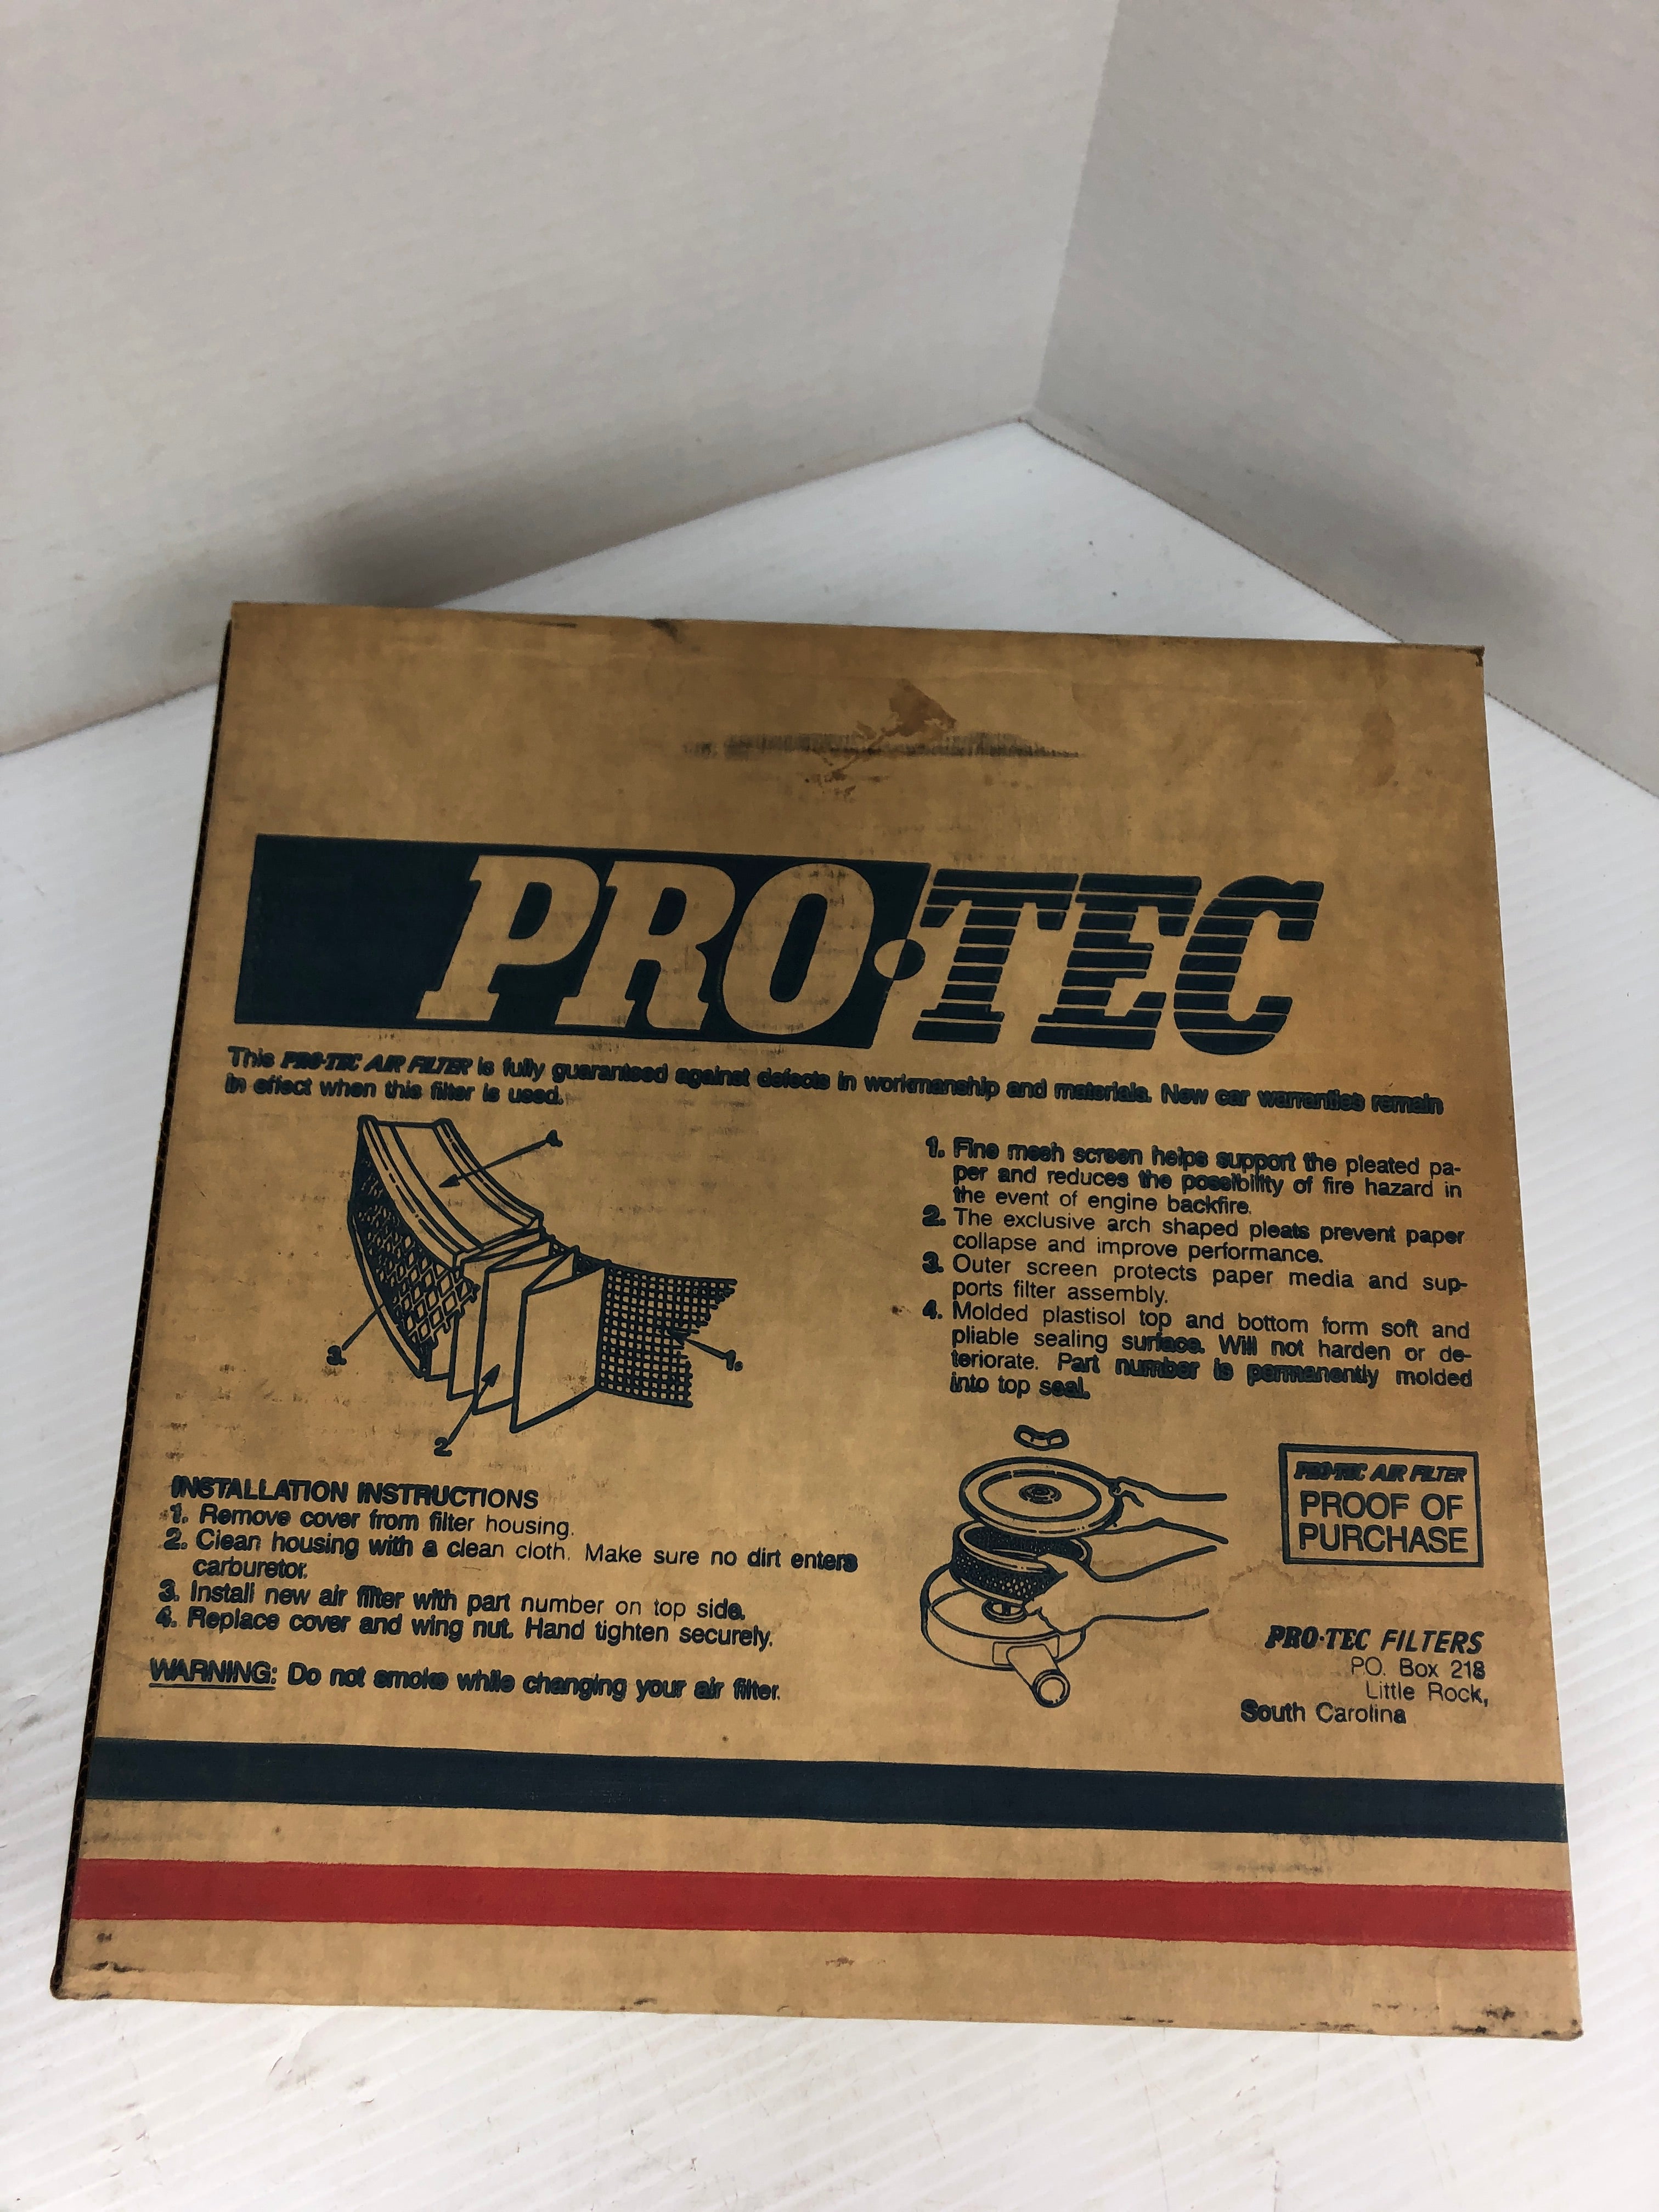 PRO·TEC
This PRO·TEC AIR FILTER is fully guaranteed against defects in workmanship and materials. New car warranties remain
in effect when this filter is used.
4.
3.
1.
2.
1. Fine mesh screen helps support the pleated pa-
per and reduces the possibility of fire hazard in
the event of engine backfire.
2. The exclusive arch shaped pleats prevent paper
collapse and improve performance.
3. Outer screen protects paper media and sup-
ports filter assembly.
4. Molded plastisol top and bottom form soft and
pliable sealing surface. Will not harden or de-
teriorate. Part number is permanently molded
into top seal.
INSTALLATION INSTRUCTIONS
1. Remove cover from filter housing.
2. Clean housing with a clean cloth. Make sure no dirt enters
carburetor.
3. Install new air filter with part number on top side.
4. Replace cover and wing nut. Hand tighten securely.
WARNING: Do not smoke while changing your air filter.
PRO·TEC AIR FILTER
PROOF OF
PURCHASE
PRO·TEC FILTERS
P.O. Box 218
Little Rock,
South Carolina